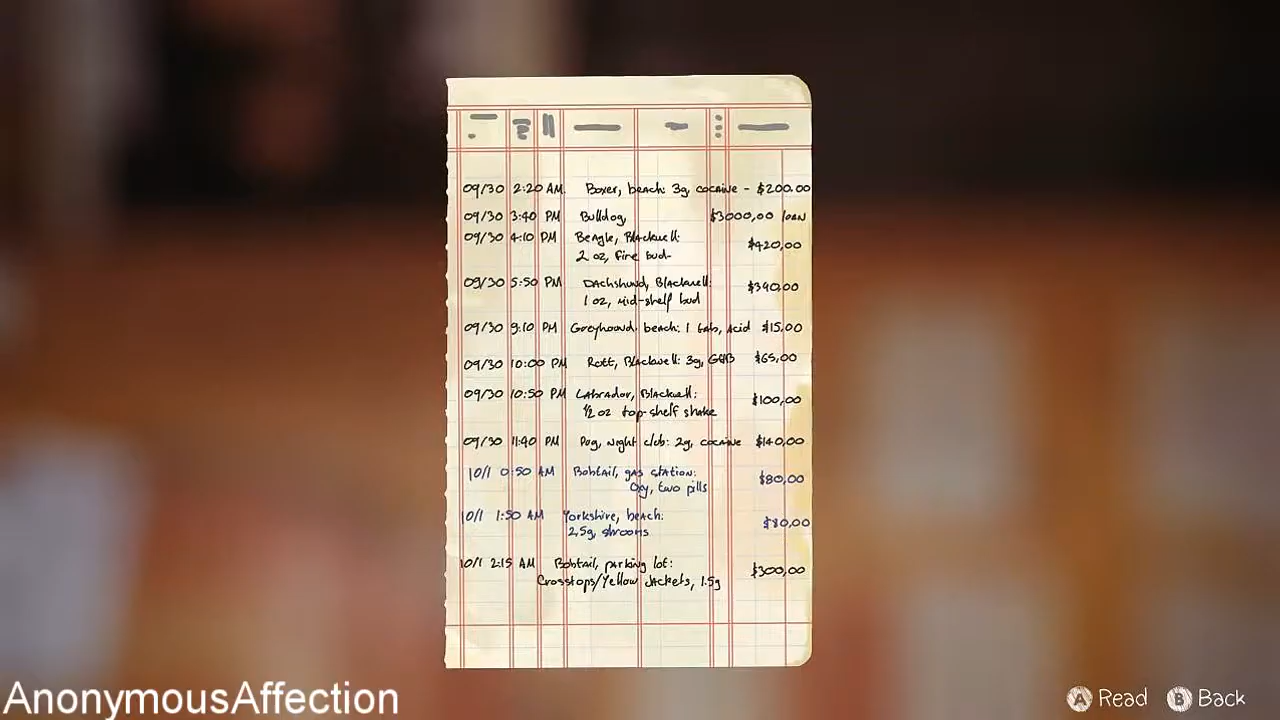 09/30 2:20 AM. Boxer, beach: 3g, cocaine - $200.00
09/30 3:40 PM Bulldog, $3000,00 loan
09/30 4:10 PM Beagle, Blackwell:
2 oz, fire bud- $420,00
09/30 5:50 PM Dachshund, Blackwell: $340,00
1 oz, mid-shelf bud
09/30 9:10 PM Greyhound, beach: 1 tab, acid $15,00
09/30 10:00 PM Rott, Blackwell: 3g, GHB $65,00
09/30 10:50 PM Labrador, Blackwell: $100,00
1/2 oz top-shelf shake
09/30 11:40 PM Pog, night club: 2g, cocaine $140,00
10/1 0:50 AM Bobtail, gas station: $80,00
Oxy, two pills
10/1 1:50 AM Yorkshire, beach:
2,5g, shrooms
10/1 2:15 AM Bobtail, parking lot: $300,00
Crosstops/Yellow Jackets, 1.5g
AnonymousAffection
A Read B Back